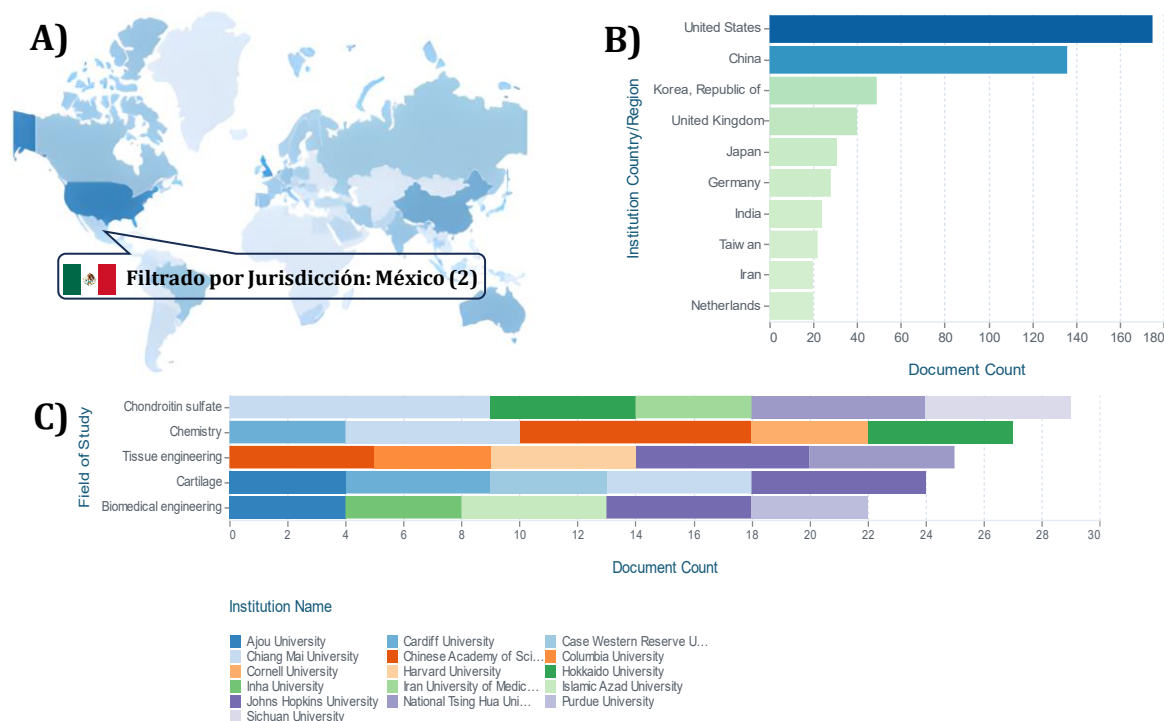 A)
Filtrado por Jurisdicción: México (2)
B)
Institution Country/Region
United States
China
Korea, Republic of
United Kingdom
Japan
Germany
India
Taiwan
Iran
Netherlands
0 20 40 60 80 100 120 140 160 180
Document Count
C)
Field of Study
Chondroitin sulfate
Chemistry
Tissue engineering
Cartilage
Biomedical engineering
0 2 4 6 8 10 12 14 16 18 20 22 24 26 28 30
Document Count
Institution Name
Ajou University Cardiff University Case Western Reserve U...
Chiang Mai University Chinese Academy of Sci... Columbia University
Cornell University Harvard University Hokkaido University
Inha University Iran University of Medic... Islamic Azad University
Johns Hopkins University National Tsing Hua Uni... Purdue University
Sichuan University